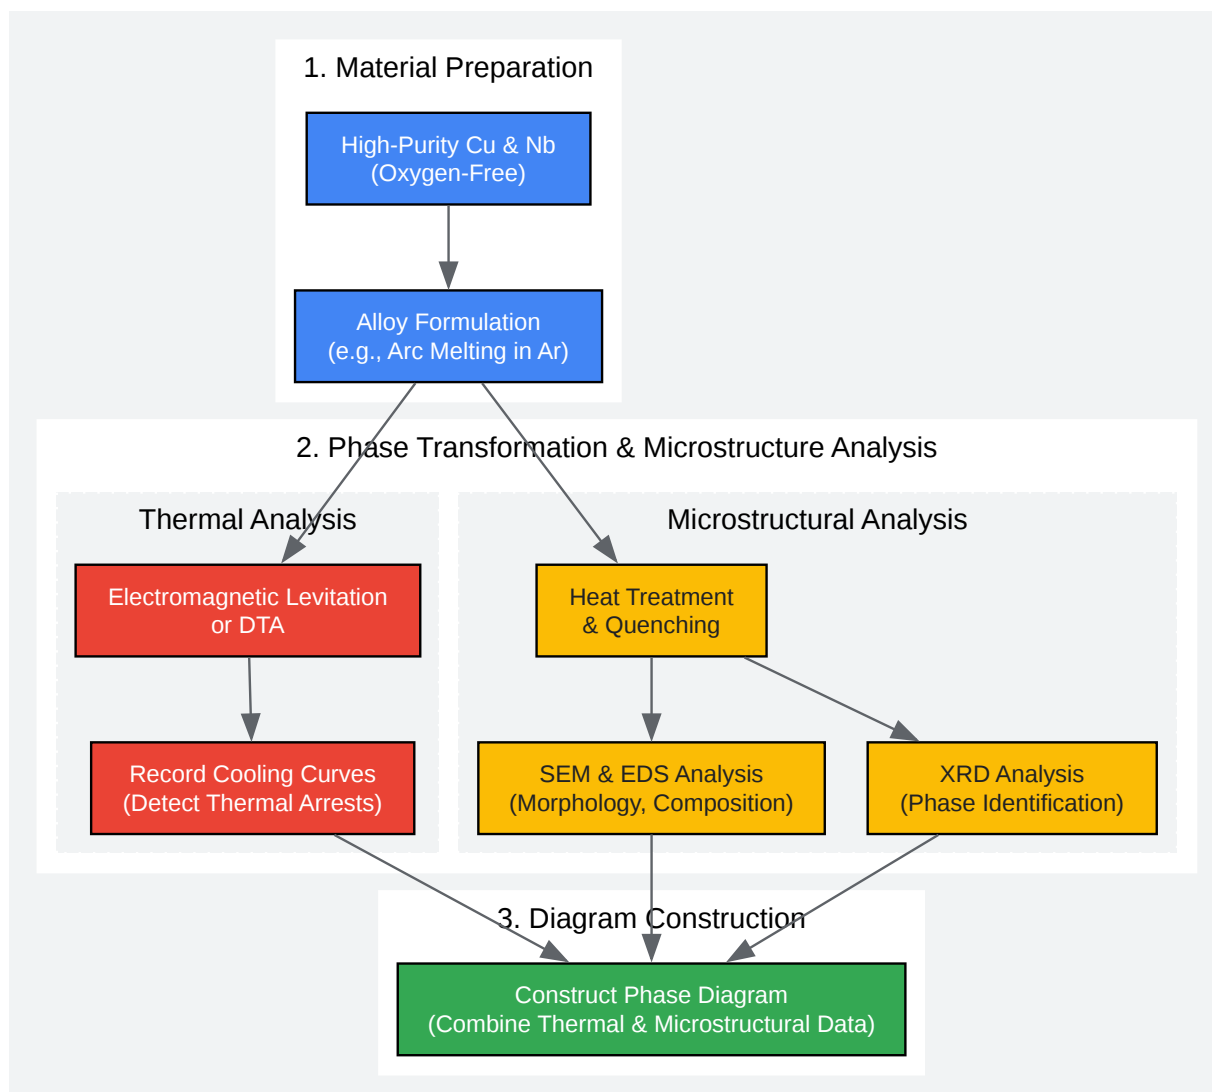 1. Material Preparation
High-Purity Cu & Nb
(Oxygen-Free)
Alloy Formulation
(e.g., Arc Melting in Ar)
2. Phase Transformation & Microstructure Analysis
Thermal Analysis
Electromagnetic Levitation
or DTA
Record Cooling Curves
(Detect Thermal Arrests)
Microstructural Analysis
Heat Treatment
& Quenching
SEM & EDS Analysis
(Morphology, Composition)
XRD Analysis
(Phase Identification)
3. Diagram Construction
Construct Phase Diagram
(Combine Thermal & Microstructural Data)